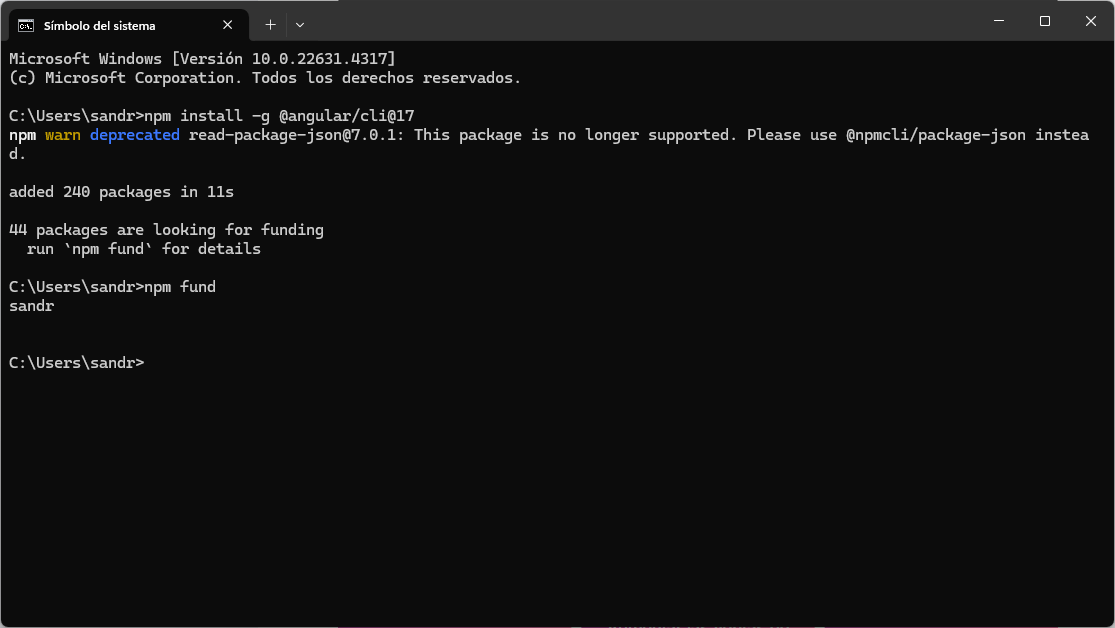 Símbolo del sistema
Microsoft Windows [Versión 10.0.22631.4317]
(c) Microsoft Corporation. Todos los derechos reservados.
C:\Users\sandr>npm install -g @angular/cli@17
npm warn deprecated read-package-json@7.0.1: This package is no longer supported. Please use @npmcli/package-json instea
d.
added 240 packages in 11s
44 packages are looking for funding
  run `npm fund` for details
C:\Users\sandr>npm fund
sandr
C:\Users\sandr>